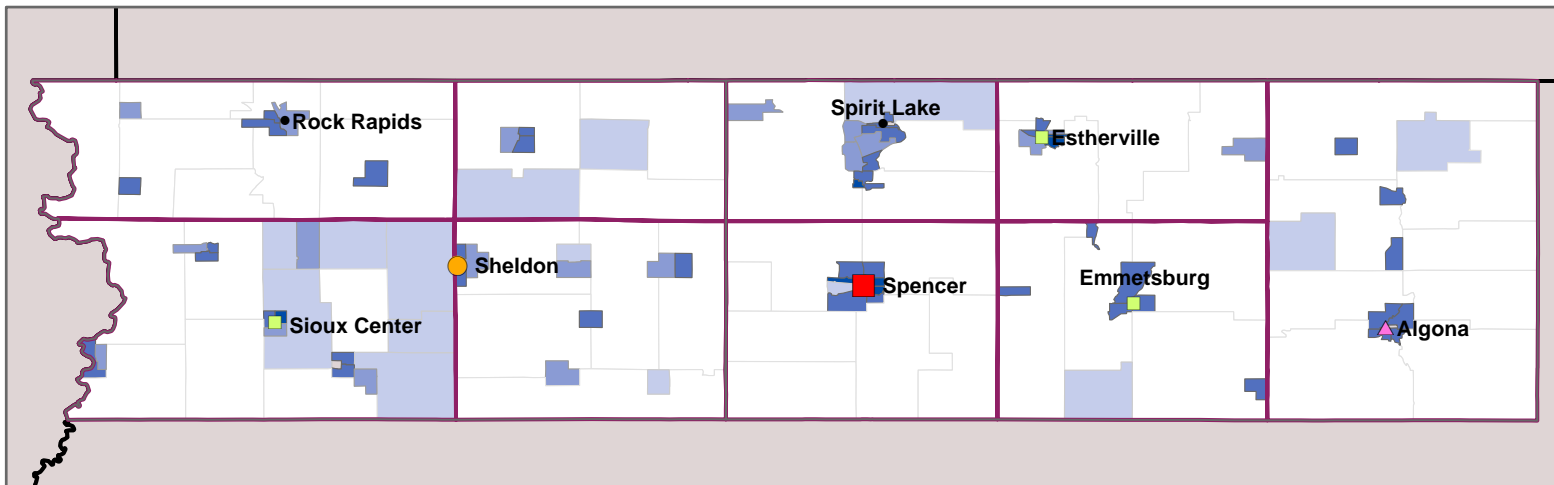 Spirit Lake
Rock Rapids
Estherville
Sheldon
Emmetsburg
Spencer
Sioux Center
Algona